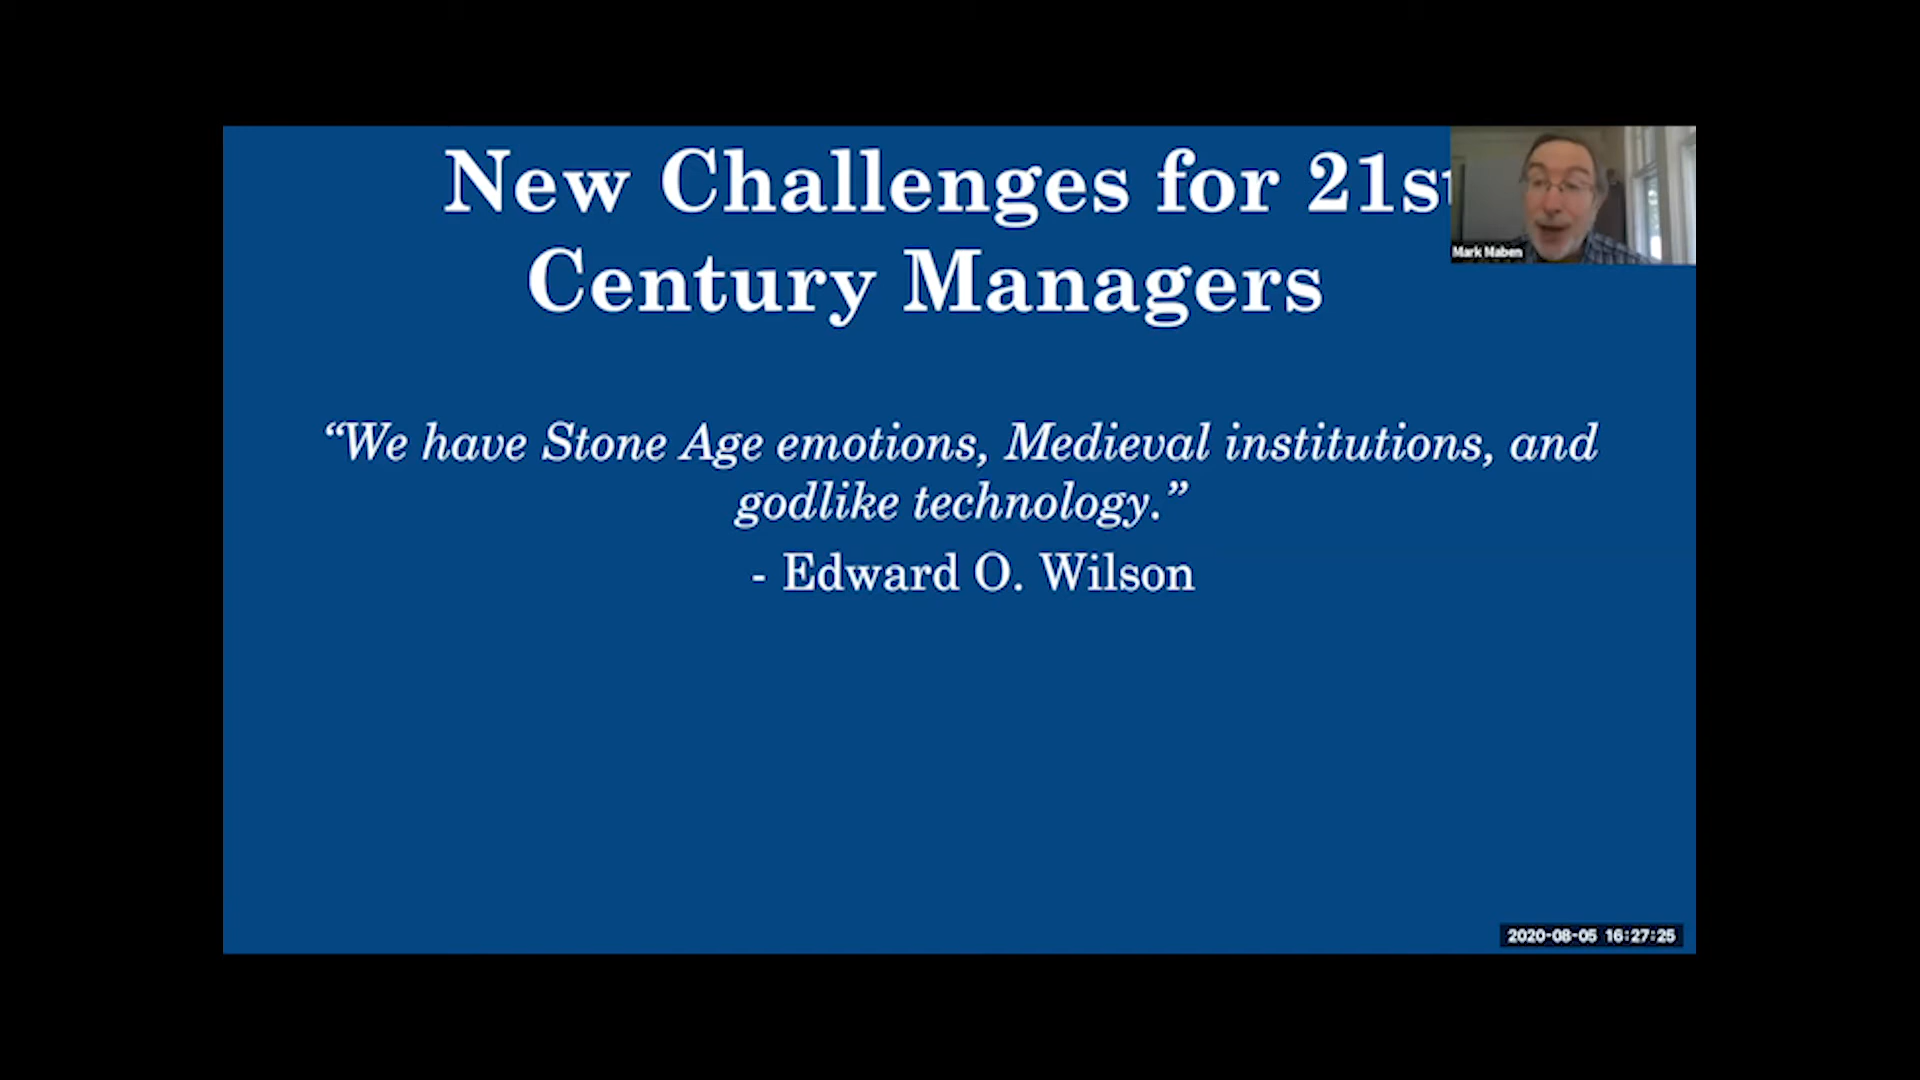 New Challenges for 21st
Century Managers
Mark Maben
“We have Stone Age emotions, Medieval institutions, and
godlike technology.”
- Edward O. Wilson
2020-08-05 16:27:25